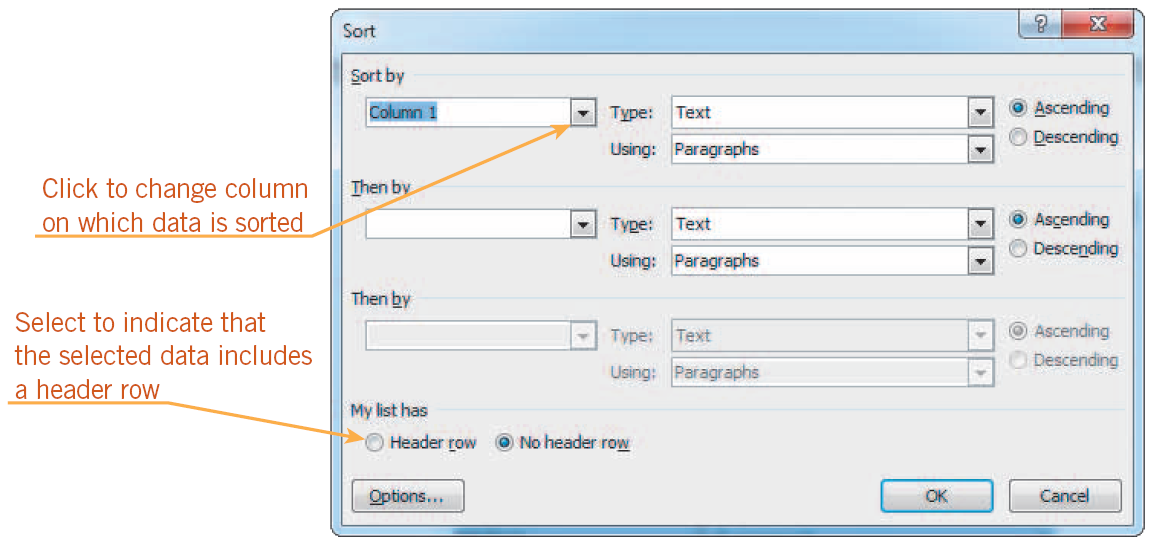 Sort
Sort by
Column 1 Type: Text Ascending
Descending
Using: Paragraphs
Click to change column
on which data is sorted
Then by
Type: Text Ascending
Descending
Using: Paragraphs
Then by
Type: Text Ascending
Descending
Using: Paragraphs
Select to indicate that
the selected data includes
a header row
My list has
Header row No header row
Options... OK Cancel